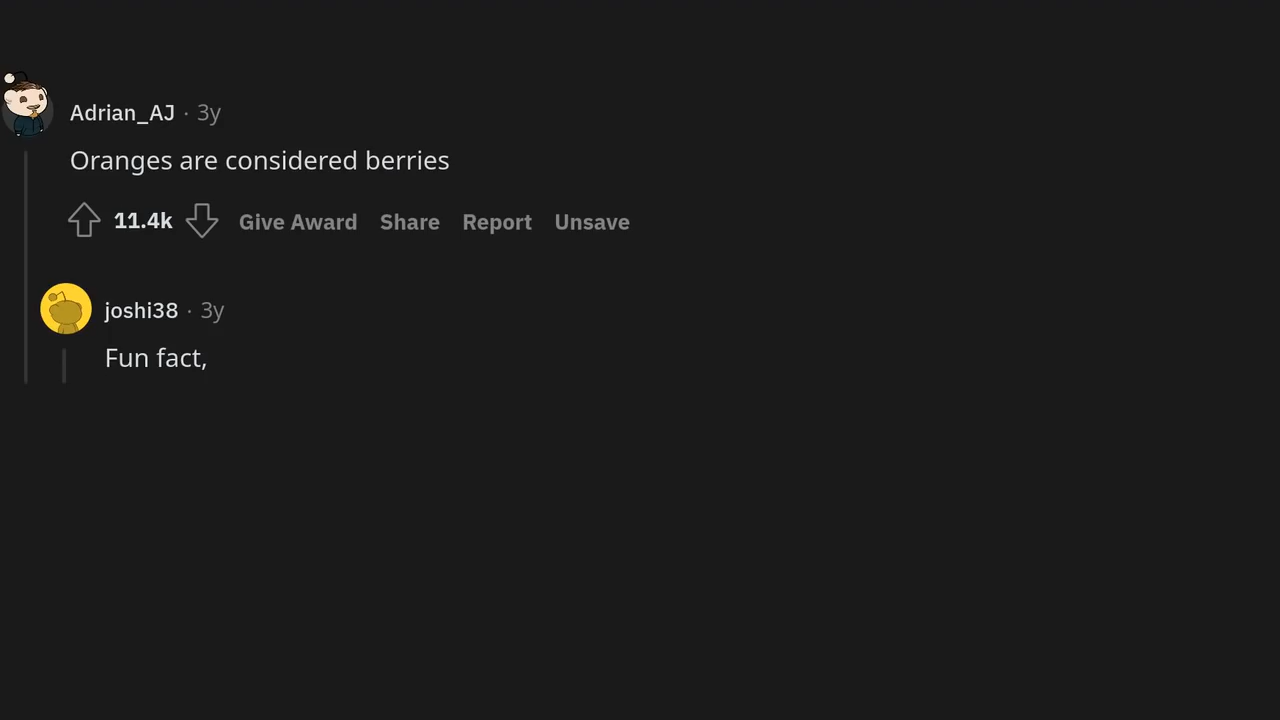 Adrian_AJ · 3y
Oranges are considered berries
11.4k Give Award Share Report Unsave
joshi38 · 3y
Fun fact,